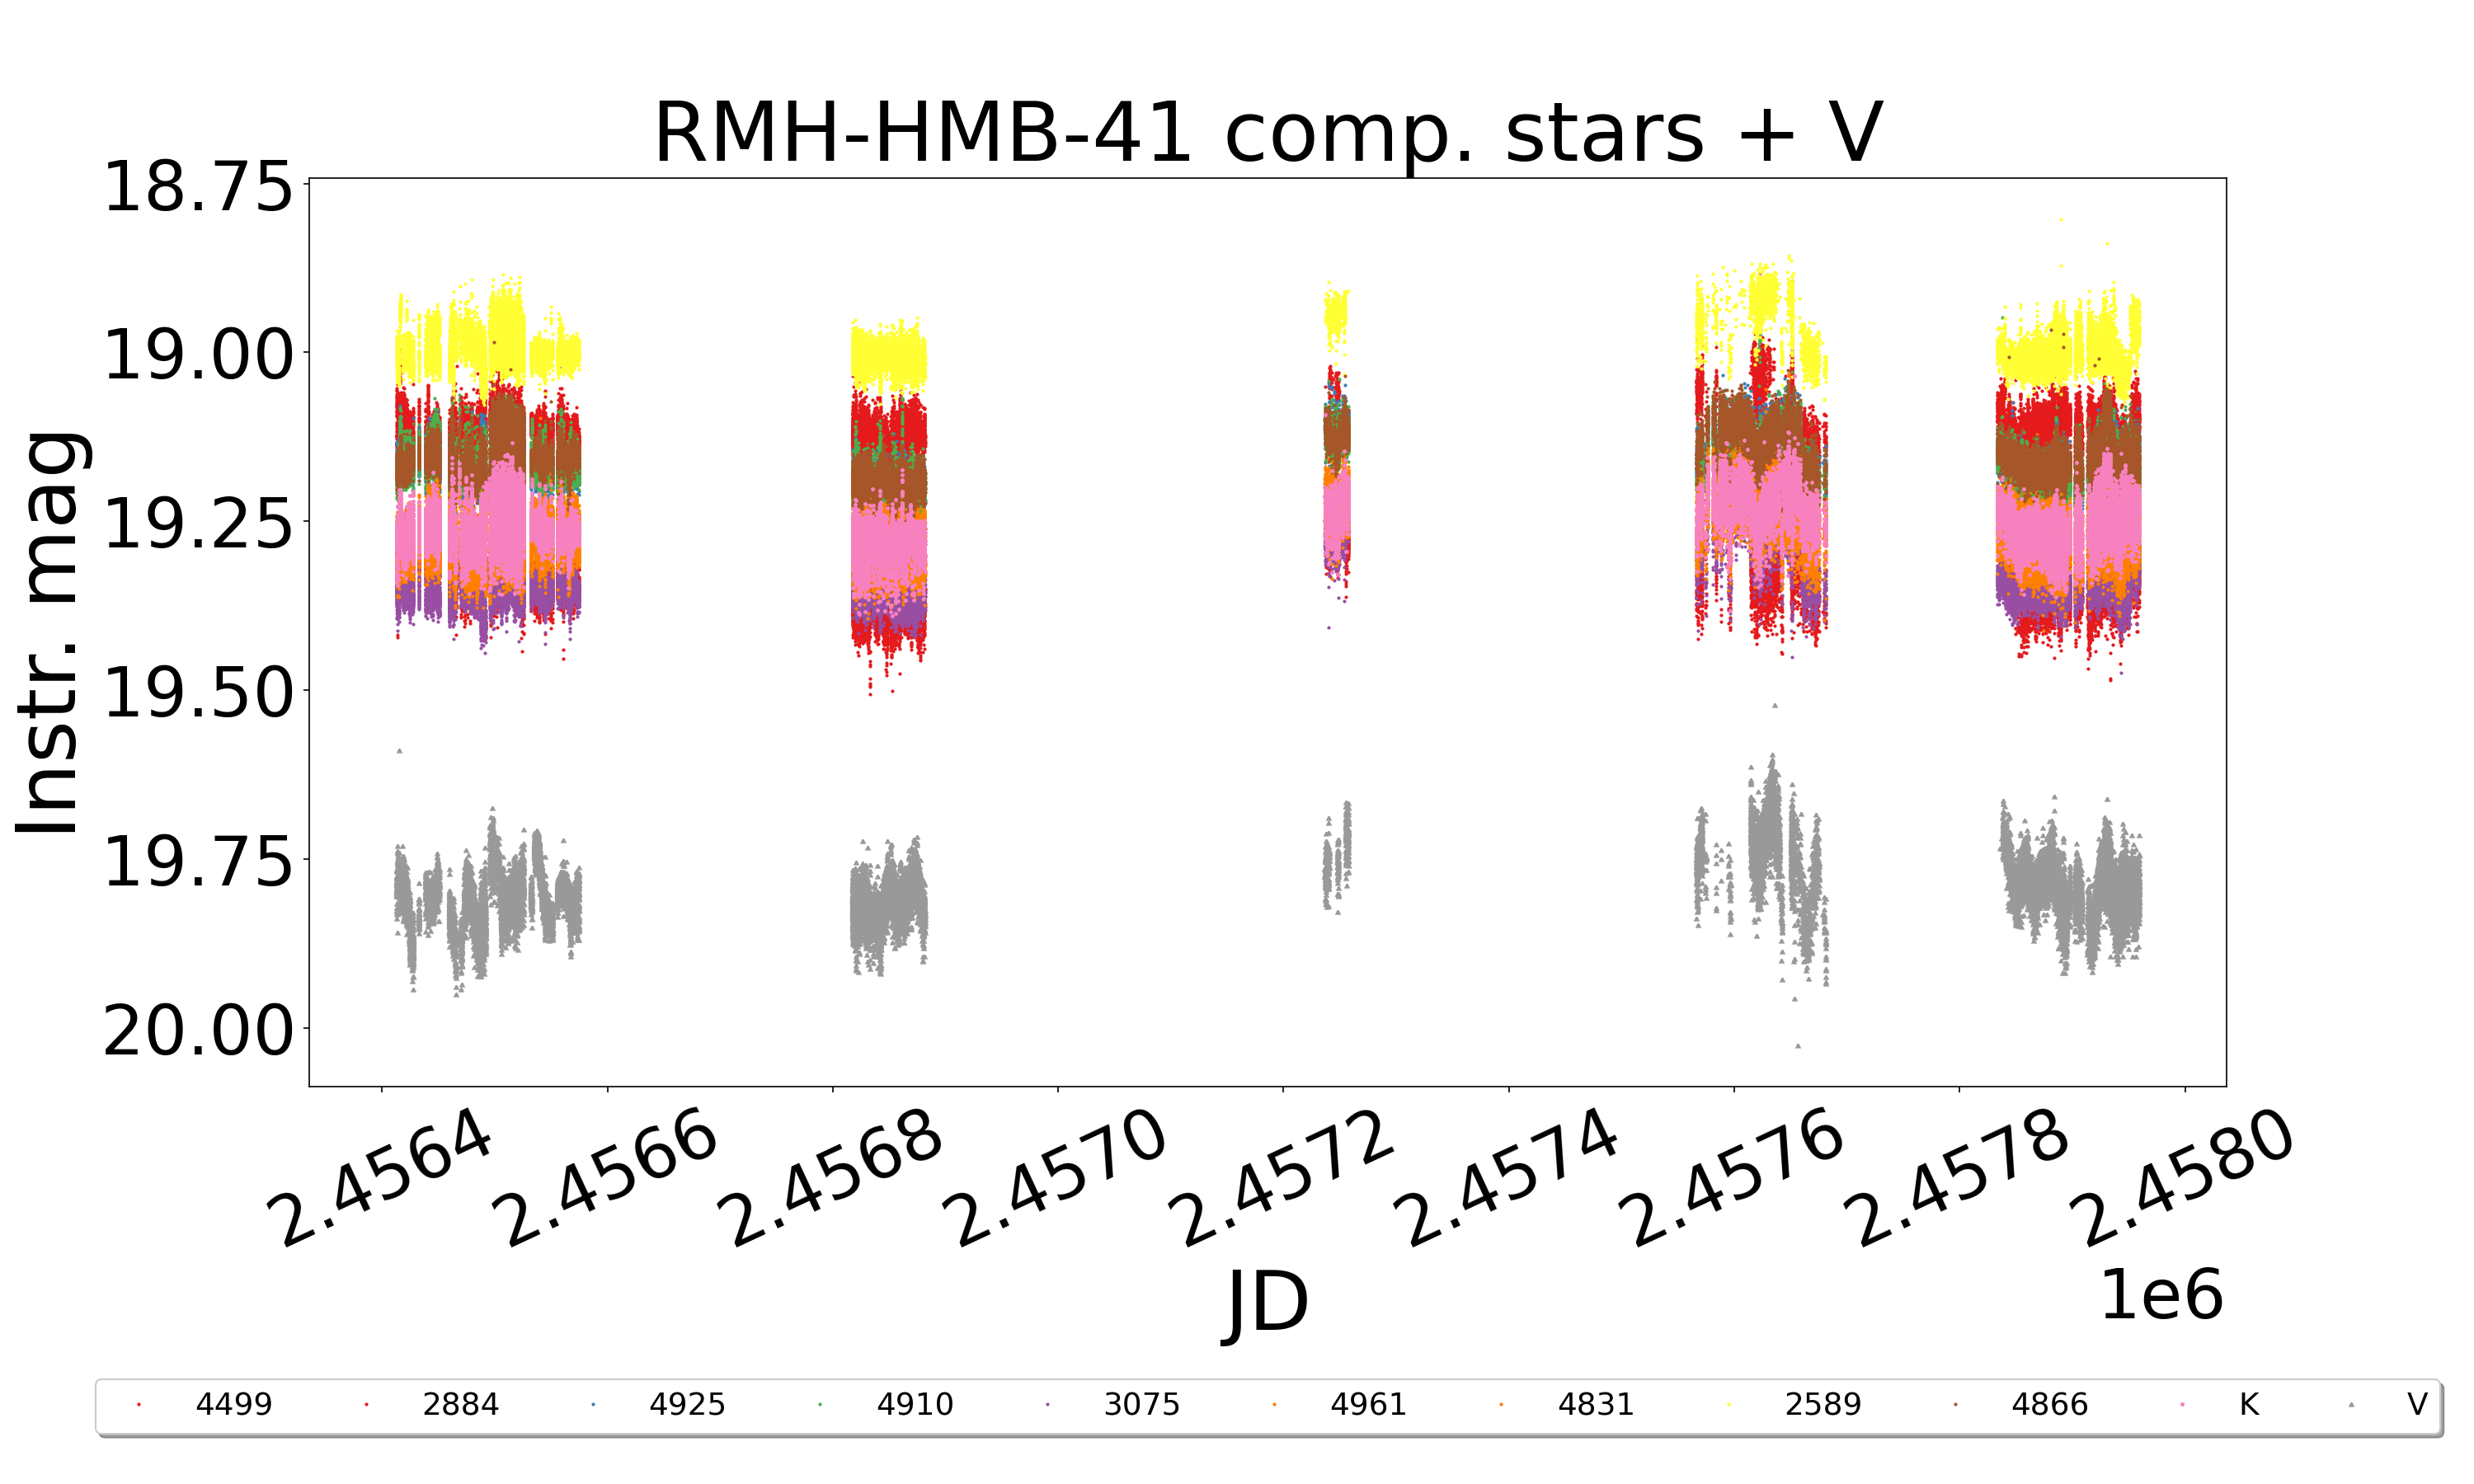 RMH-HMB-41 comp. stars + V
Instr. mag
18.75
19.00
19.25
19.50
19.75
20.00
2.4564 2.4566 2.4568 2.4570 2.4572 2.4574 2.4576 2.4578 2.4580
JD
1e6
4499 2884 4925 4910 3075 4961 4831 2589 4866 K V